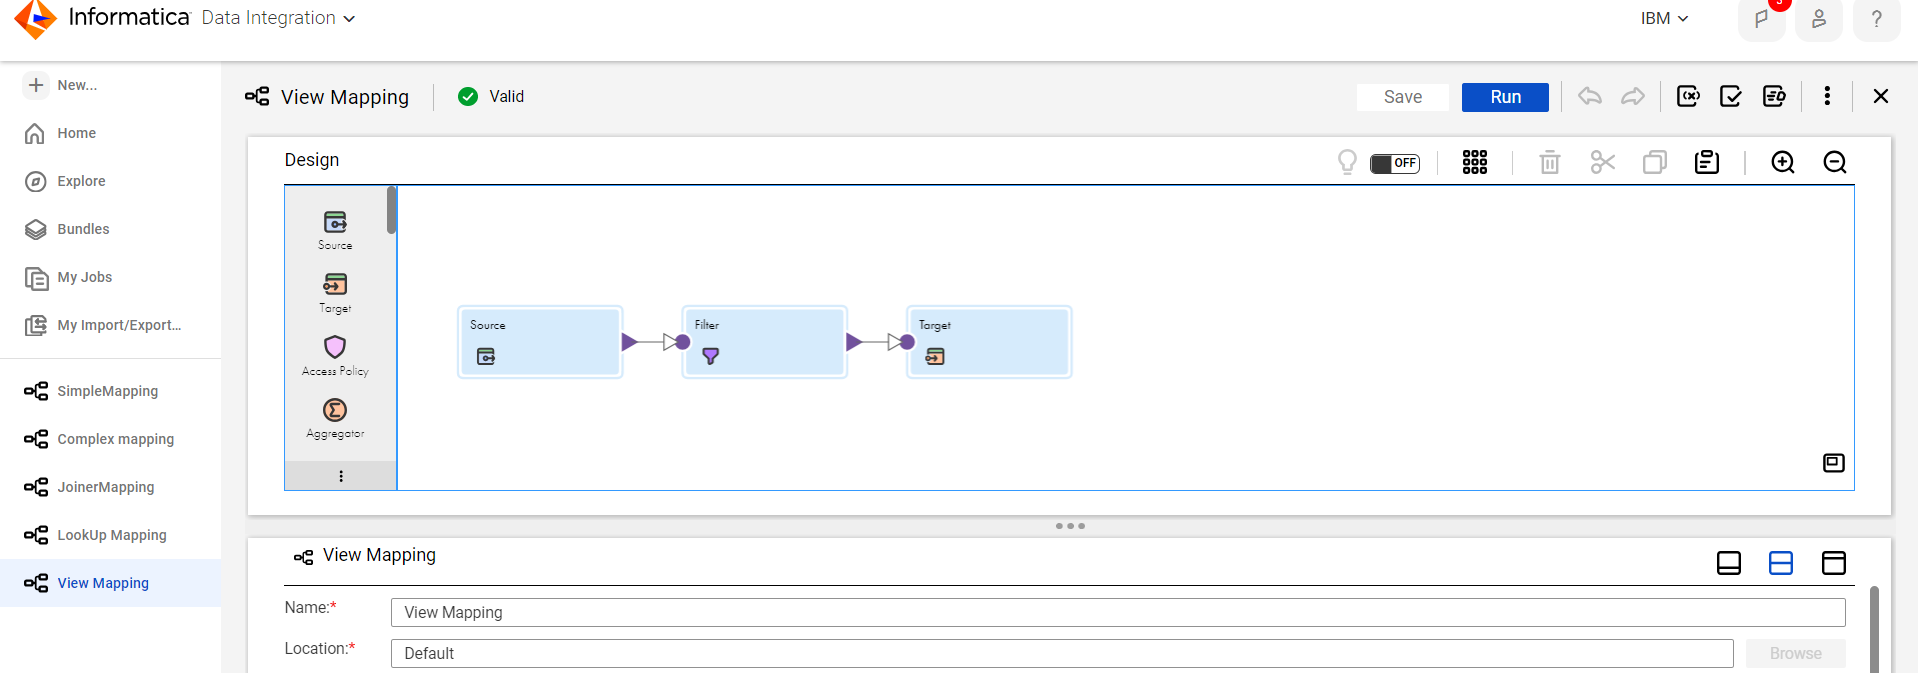 Informatica Data Integration
IBM
3
?
New...
Home
Explore
Bundles
My Jobs
My Import/Export...
SimpleMapping
Complex mapping
JoinerMapping
LookUp Mapping
View Mapping
View Mapping
Valid
Save
Run
Design
OFF
Source
Target
Access Policy
Aggregator
Source
Filter
Target
View Mapping
Name:*
View Mapping
Location:*
Default
Browse